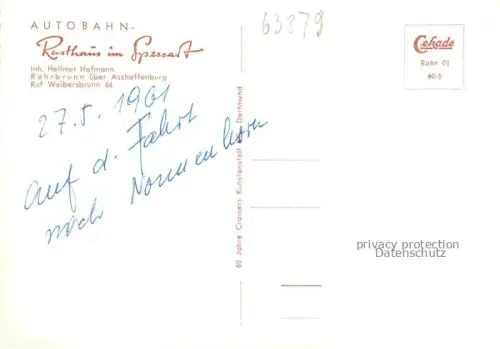 AUTOBAHN-
Rasthaus im Spessart
Inh. Hellmut Hofmann
Rohrbrunn über Aschaffenburg
Ruf Weibersbrunn 66
63879
Cekade
Rohr 01
60/5
27.5.1961
auf d. Fahrt
nach Nonnenhorn
80 Jahre Cramers Kunstanstalt Dortmund
privacy protection
Datenschutz